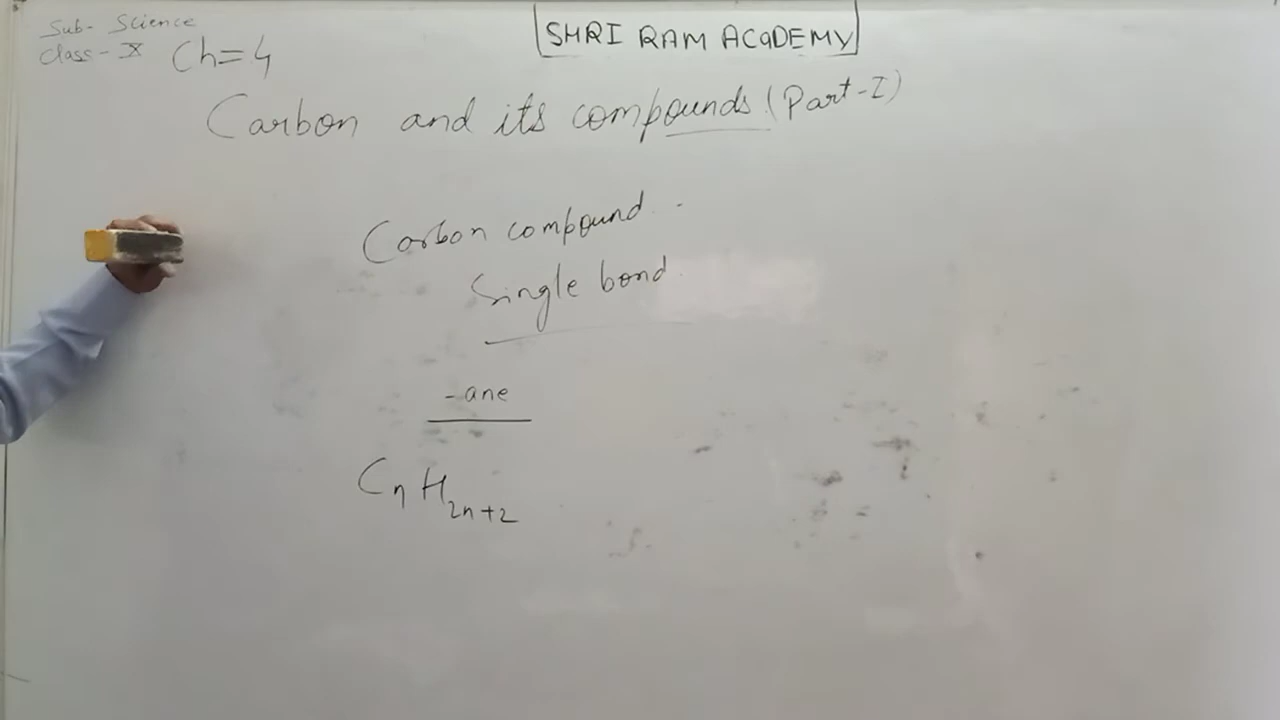 Sub- Science
Class- X Ch=4
SHRI RAM ACADEMY
Carbon and its compounds (Part-I)
Carbon compound.
Single bond.
-ane
CnH2n+2